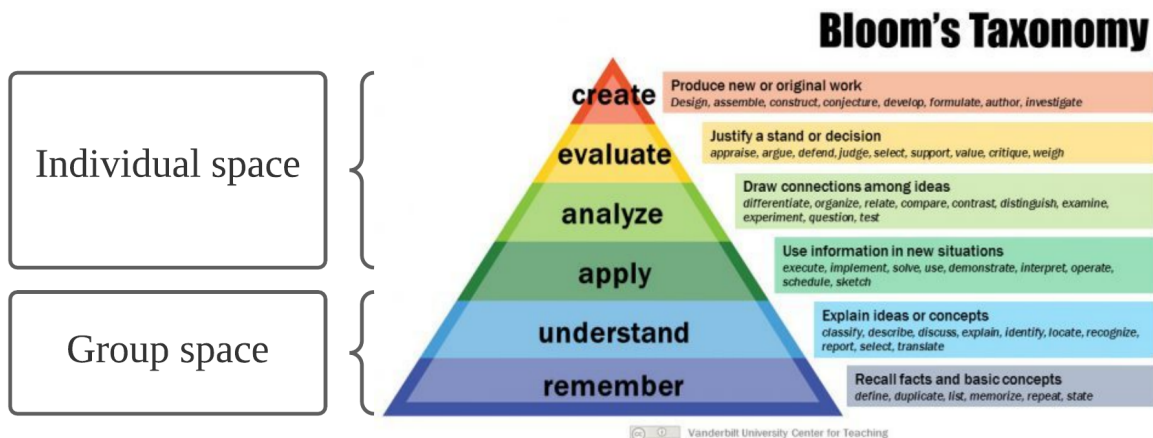 Bloom's Taxonomy
Individual space
Group space
create
Produce new or original work
Design, assemble, construct, conjecture, develop, formulate, author, investigate
evaluate
Justify a stand or decision
appraise, argue, defend, judge, select, support, value, critique, weigh
analyze
Draw connections among ideas
differentiate, organize, relate, compare, contrast, distinguish, examine,
experiment, question, test
apply
Use information in new situations
execute, implement, solve, use, demonstrate, interpret, operate,
schedule, sketch
understand
Explain ideas or concepts
classify, describe, discuss, explain, identify, locate, recognize,
report, select, translate
remember
Recall facts and basic concepts
define, duplicate, list, memorize, repeat, state
cc Vanderbilt University Center for Teaching